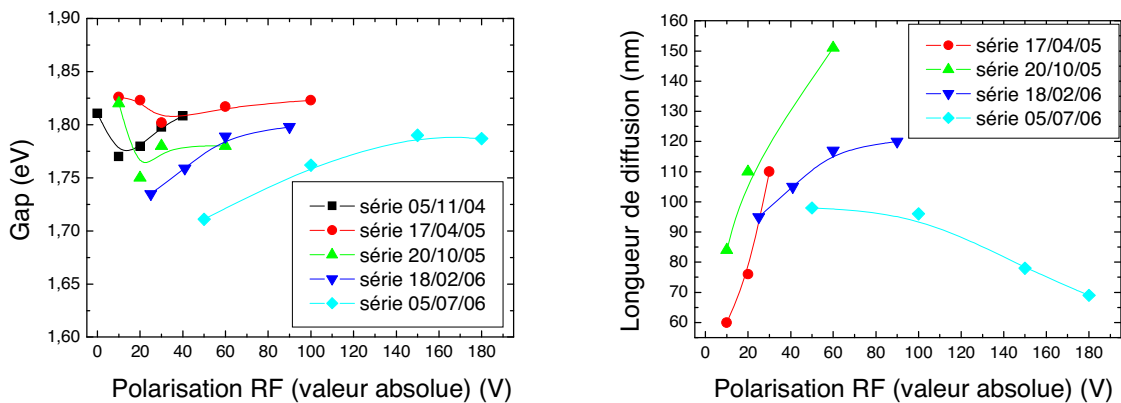 1,90
1,85
1,80
1,75
1,70
1,65
1,60
Gap (eV)
0 20 40 60 80 100 120 140 160 180
Polarisation RF (valeur absolue) (V)
série 05/11/04
série 17/04/05
série 20/10/05
série 18/02/06
série 05/07/06
160
150
140
130
120
110
100
90
80
70
60
Longueur de diffusion (nm)
0 20 40 60 80 100 120 140 160 180
Polarisation RF (valeur absolue) (V)
série 17/04/05
série 20/10/05
série 18/02/06
série 05/07/06